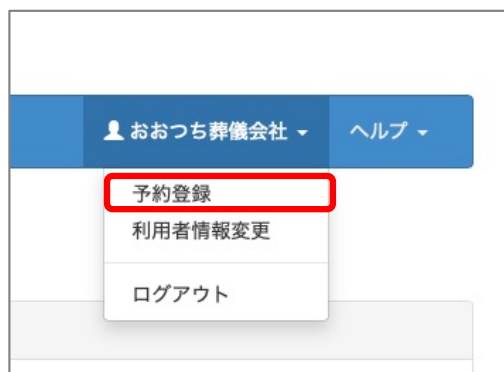 おおつち葬儀会社 ヘルプ
予約登録
利用者情報変更
ログアウト